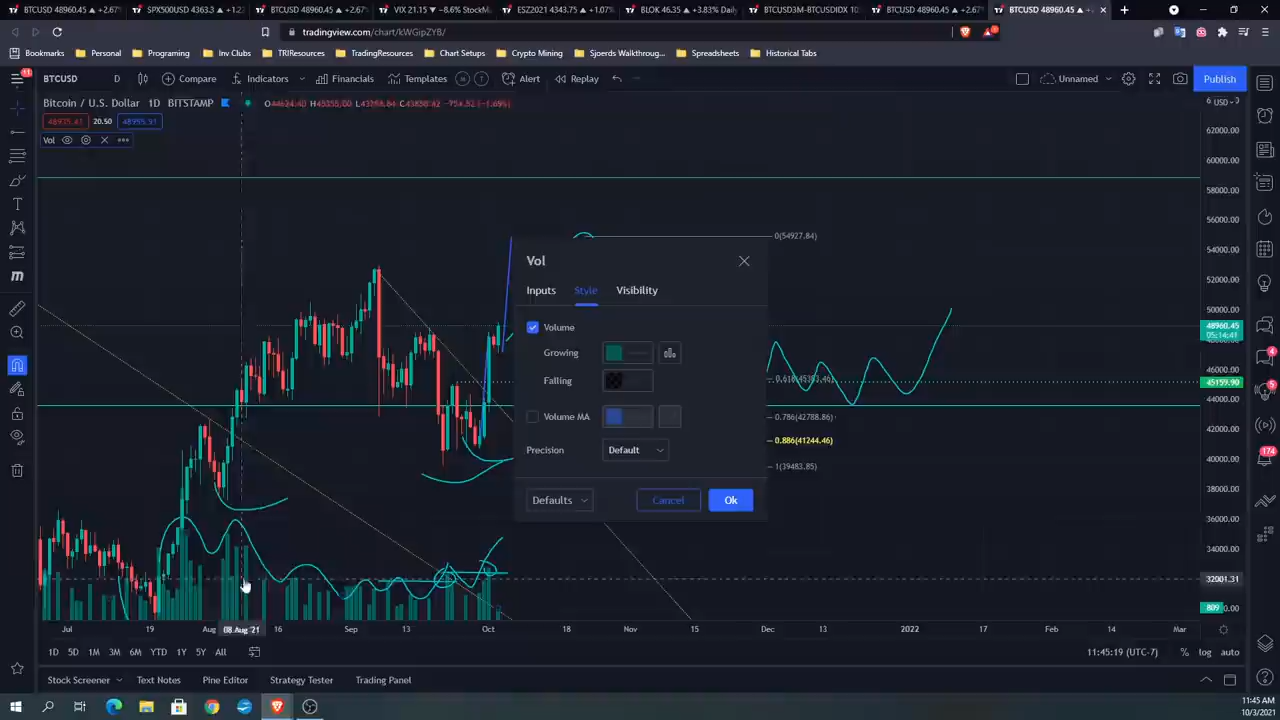 BTCUSD 48960.45 ▲ +2.67
SPX500USD 4363.3 ▲ +1.2
BTCUSD 48960.45 ▲ +2.67
VIX 21.15 ▼ −8.6% StockM
ESZ2021 4343.75 ▲ +1.07%
BLOK 46.35 ▲ +3.83% Daily
BTCUSD3M-BTCUSDIDX 10
BTCUSD 48960.45 ▲ +2.67
BTCUSD 48960.45 ▲
tradingview.com/chart/kWGipZYB/
Bookmarks
Personal
Programing
Inv Clubs
TRIResources
TradingResources
Chart Setups
Crypto Mining
Sjoerds Walkthroug...
Spreadsheets
Historical Tabs
11
BTCUSD
D
Compare
Indicators
Financials
Templates
Alert
Replay
Unnamed
Publish
Bitcoin / U.S. Dollar 1D BITSTAMP
USD
20.50
62000.00
Vol
60000.00
58000.00
56000.00
0(54927.84)
54000.00
Vol
52000.00
Inputs
Style
Visibility
50000.00
Volume
48960.45
05:14:41
Growing
Falling
45159.90
44000.00
Volume MA
0.786(42788.86)
42000.00
0.886(41244.46)
Precision
Default
40000.00
1(39483.85)
38000.00
Defaults
Cancel
Ok
36000.00
34000.00
32001.31
809
Jul
19
Aug
08 Aug '21
16
Sep
13
Oct
18
Nov
15
Dec
13
2022
17
Feb
14
Mar
1D
5D
1M
3M
6M
YTD
1Y
5Y
All
11:45:19 (UTC-7)
%
log
auto
Stock Screener
Text Notes
Pine Editor
Strategy Tester
Trading Panel
4
5
174
11:45 AM
10/3/2021